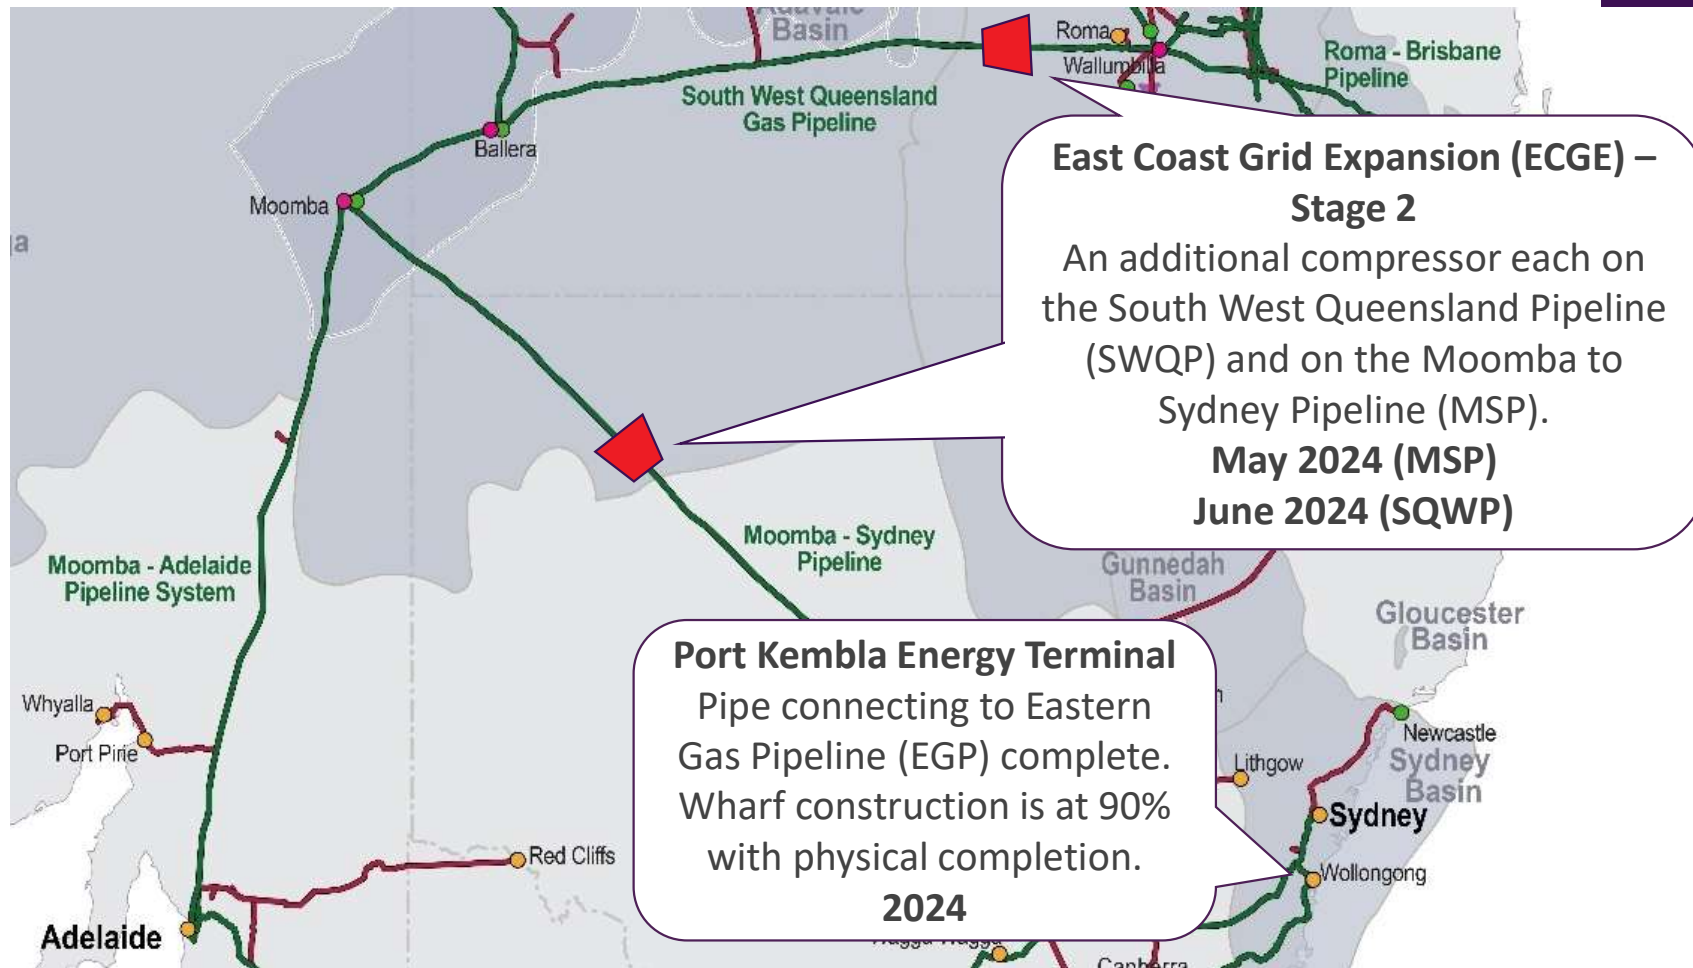 Adavale
Basin
Roma
Wallumbilla
Roma - Brisbane
Pipeline
South West Queensland
Gas Pipeline
Ballera
Moomba
East Coast Grid Expansion (ECGE) –
Stage 2
An additional compressor each on
the South West Queensland Pipeline
(SWQP) and on the Moomba to
Sydney Pipeline (MSP).
May 2024 (MSP)
June 2024 (SQWP)
Moomba - Sydney
Pipeline
Moomba - Adelaide
Pipeline System
Gunnedah
Basin
Gloucester
Basin
Port Kembla Energy Terminal
Pipe connecting to Eastern
Gas Pipeline (EGP) complete.
Wharf construction is at 90%
with physical completion.
2024
Whyalla
Port Pirie
Newcastle
Sydney
Basin
Lithgow
Sydney
Red Cliffs
Wollongong
Adelaide
Wagga Wagga
Canberra